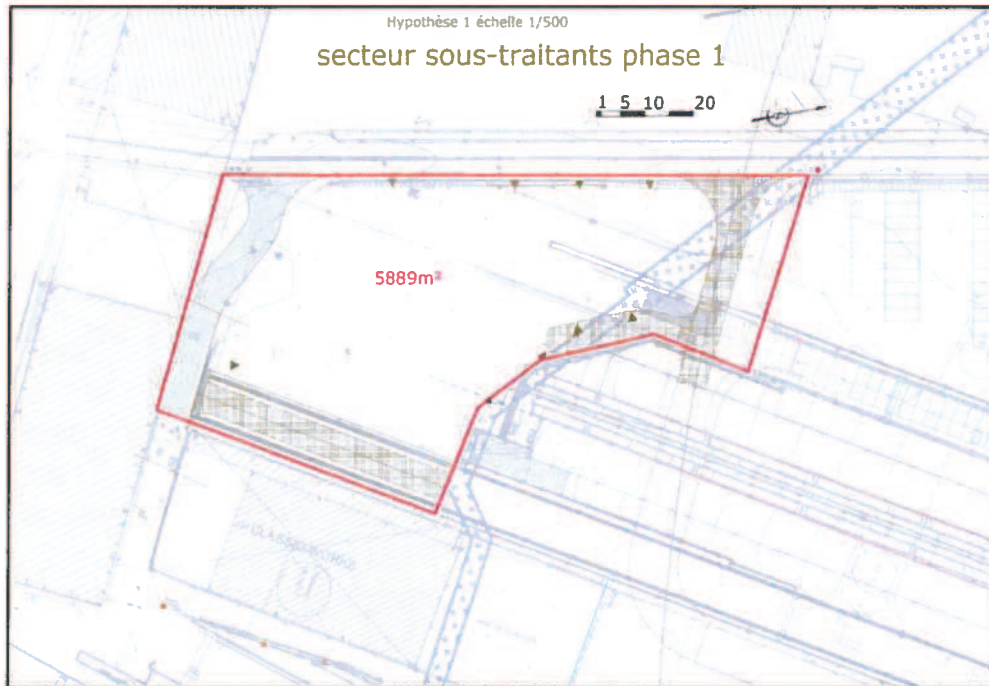 Hypothèse 1 échelle 1/500
secteur sous-traitants phase 1
1 5 10 20
5889m²